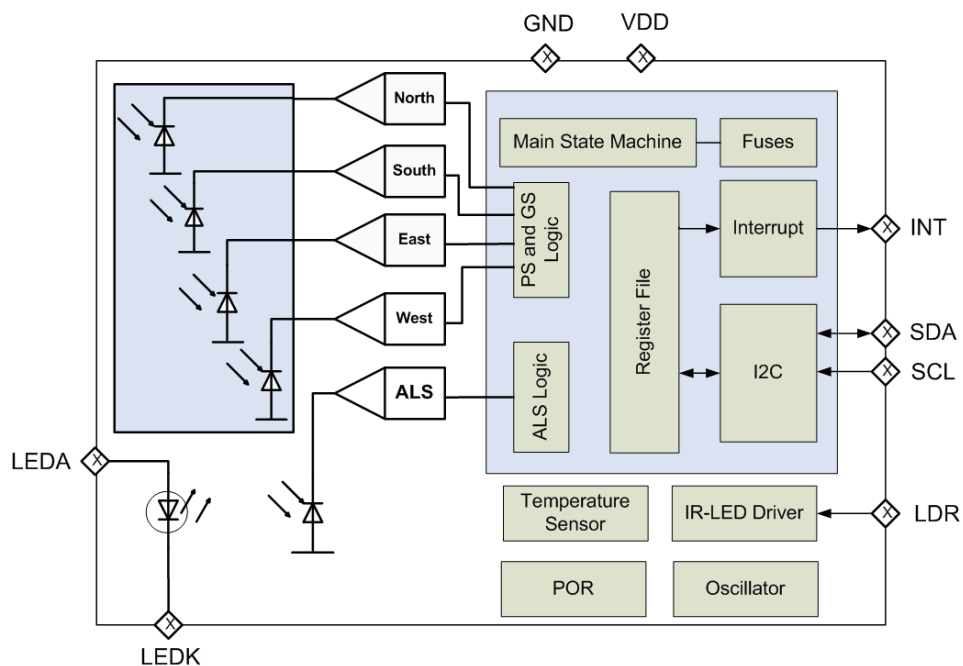 GND
VDD
North
South
East
West
ALS
Main State Machine
Fuses
PS and GS
Logic
Register File
Interrupt
INT
ALS Logic
I2C
SDA
SCL
LEDA
LEDK
Temperature
Sensor
IR-LED Driver
LDR
POR
Oscillator
X
X
X
X
X
X
X
X